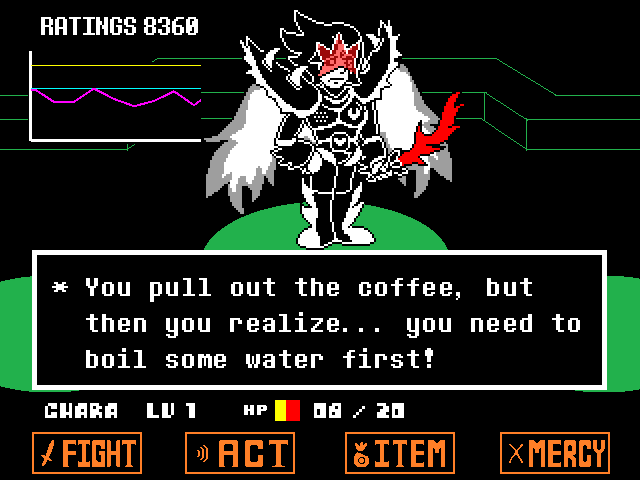 RATINGS 8360
* You pull out the coffee, but
then you realize... you need to
boil some water first!
CHARA LV 1 HP 08 / 20
FIGHT ACT ITEM MERCY